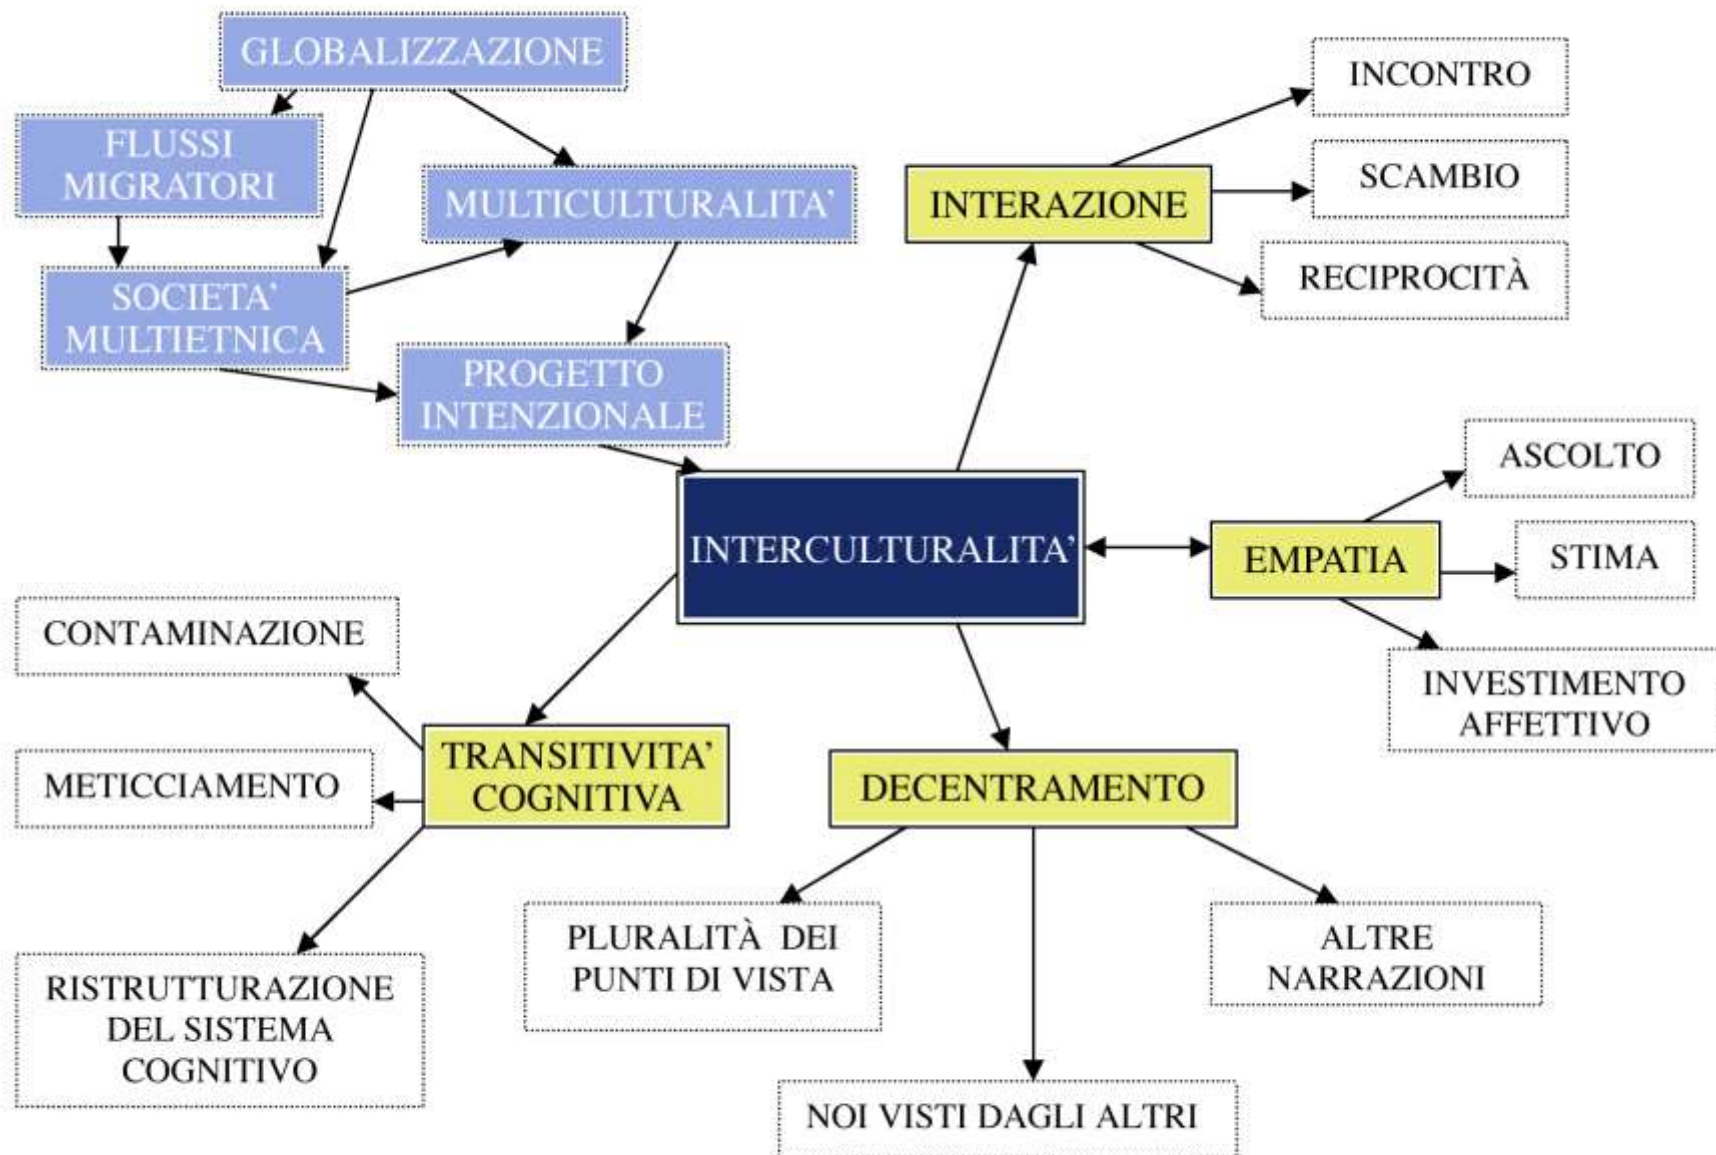 GLOBALIZZAZIONE
FLUSSI
MIGRATORI
MULTICULTURALITA’
SOCIETA’
MULTIETNICA
PROGETTO
INTENZIONALE
INTERCULTURALITA’
INTERAZIONE
INCONTRO
SCAMBIO
RECIPROCITÀ
EMPATIA
ASCOLTO
STIMA
INVESTIMENTO
AFFETTIVO
TRANSITIVITA’
COGNITIVA
CONTAMINAZIONE
METICCIAMENTO
RISTRUTTURAZIONE
DEL SISTEMA
COGNITIVO
DECENTRAMENTO
PLURALITÀ DEI
PUNTI DI VISTA
NOI VISTI DAGLI ALTRI
ALTRE
NARRAZIONI